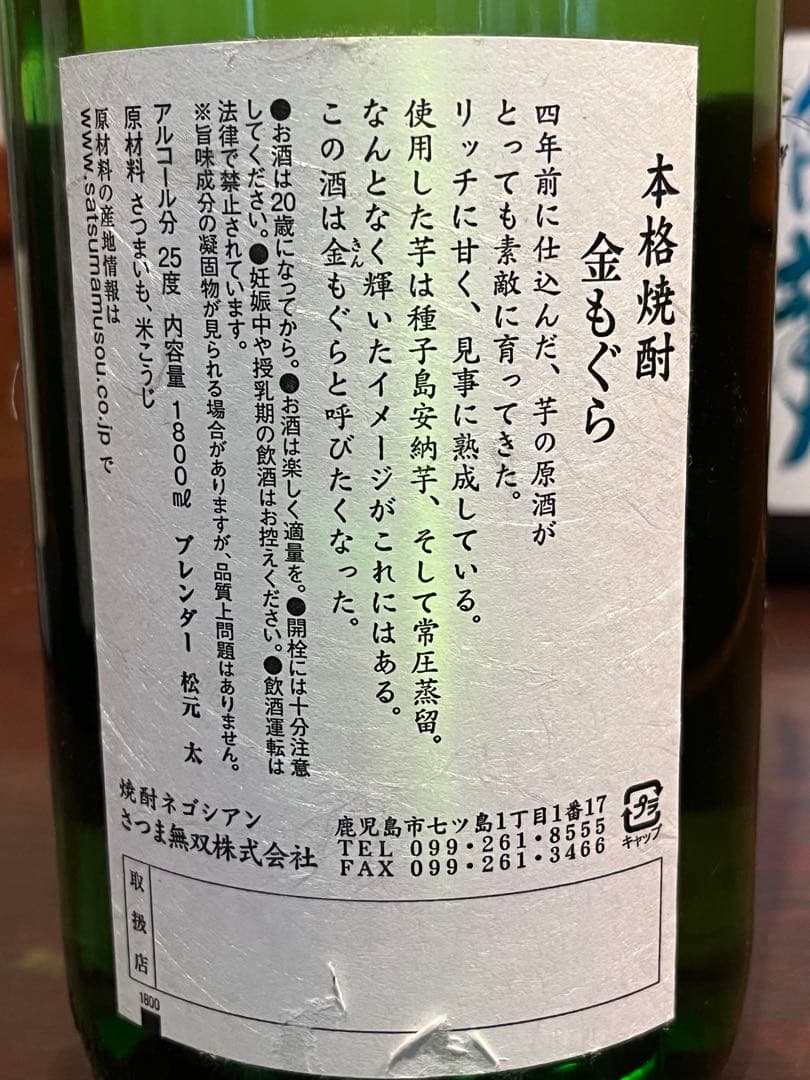 本格焼酎
金もぐら
四年前に仕込んだ、芋の原酒が
とっても素敵に育ってきた。
リッチに甘く、見事に熟成している。
使用した芋は種子島安納芋、そして常圧蒸留。
なんとなく輝いたイメージがこれにはある。
この酒は金もぐらと呼びたくなった。
きん
●お酒は20歳になってから。●お酒は楽しく適量を。●開栓には十分注意
してください。●妊娠中や授乳期の飲酒はお控えください。●飲酒運転は
法律で禁止されています。
※旨味成分の凝固物が見られる場合がありますが、品質上問題はありません。
アルコール分 25度 内容量 1800㎖ ブレンダー 松元 太
原材料 さつまいも、米こうじ
原材料の産地情報は
www.satsumamusou.co.jp で
焼酎ネゴシアン
さつま無双株式会社
鹿児島市七ツ島1丁目1番17
TEL 099・261・8555
FAX 099・261・3466
プラ
キャップ
取扱店
1800